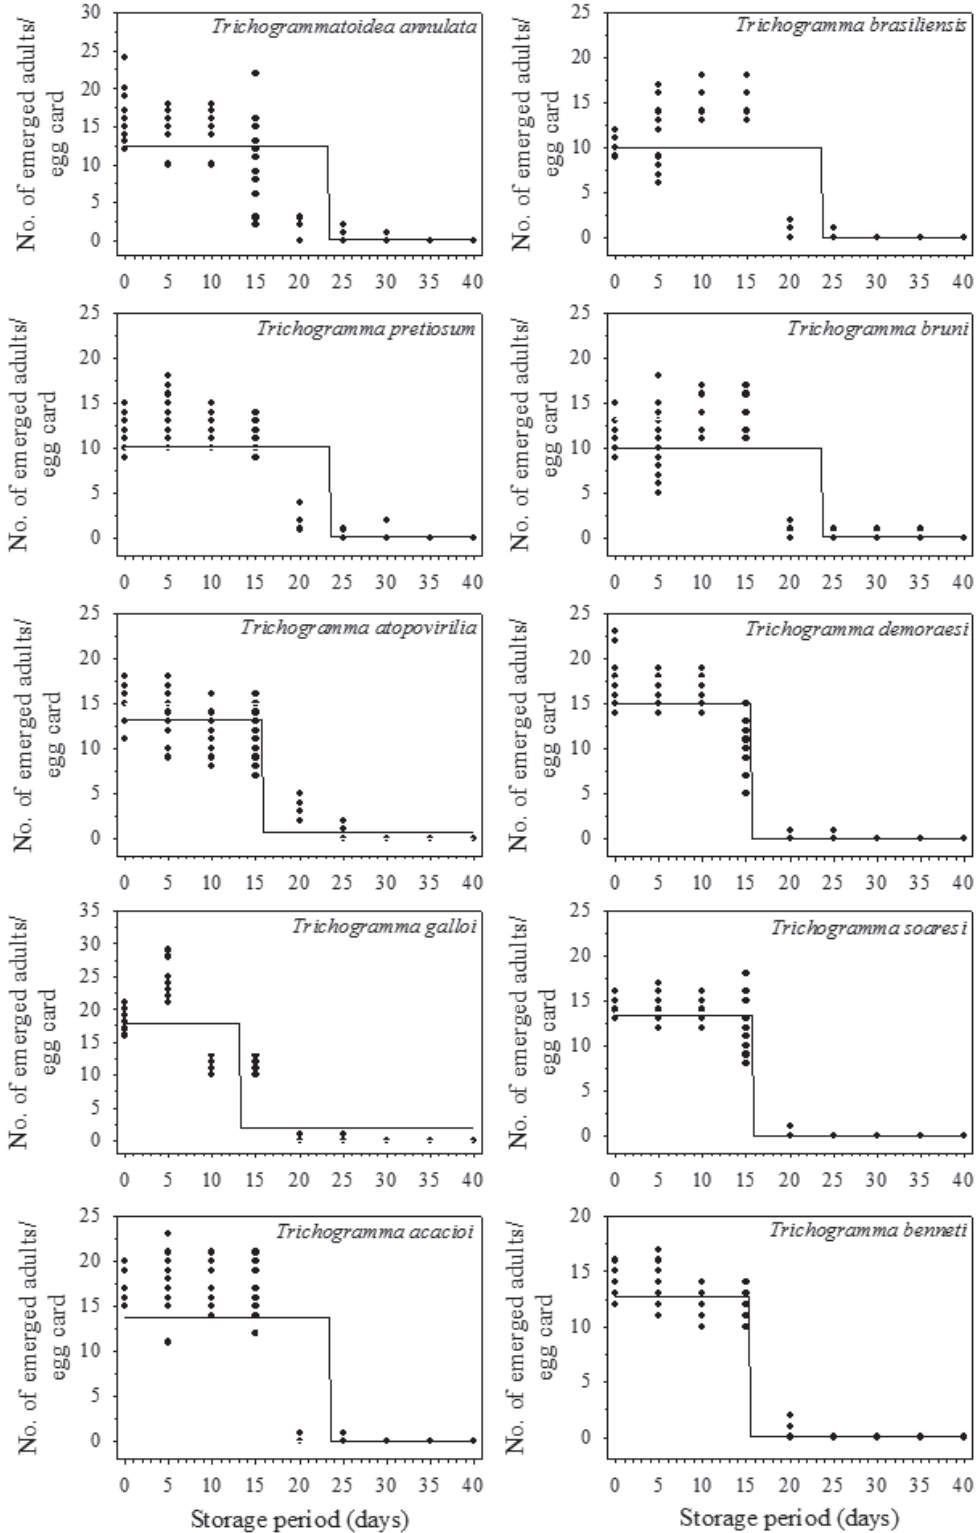 Trichogrammatoidea annulata
No. of emerged adults/
egg card
30
25
20
15
10
5
0
0 5 10 15 20 25 30 35 40
Trichogramma brasiliensis
No. of emerged adults/
egg card
25
20
15
10
5
0
0 5 10 15 20 25 30 35 40
Trichogramma pretiosum
No. of emerged adults/
egg card
25
20
15
10
5
0
0 5 10 15 20 25 30 35 40
Trichogramma bruni
No. of emerged adults/
egg card
25
20
15
10
5
0
0 5 10 15 20 25 30 35 40
Trichogramma atopovirilia
No. of emerged adults/
egg card
25
20
15
10
5
0
0 5 10 15 20 25 30 35 40
Trichogramma demoraesi
No. of emerged adults/
egg card
25
20
15
10
5
0
0 5 10 15 20 25 30 35 40
Trichogramma galloi
No. of emerged adults/
egg card
35
30
25
20
15
10
5
0
0 5 10 15 20 25 30 35 40
Trichogramma soaresi
No. of emerged adults/
egg card
25
20
15
10
5
0
0 5 10 15 20 25 30 35 40
Trichogramma acacioi
No. of emerged adults/
egg card
25
20
15
10
5
0
0 5 10 15 20 25 30 35 40
Storage period (days)
Trichogramma benneti
No. of emerged adults/
egg card
20
15
10
5
0
0 5 10 15 20 25 30 35 40
Storage period (days)